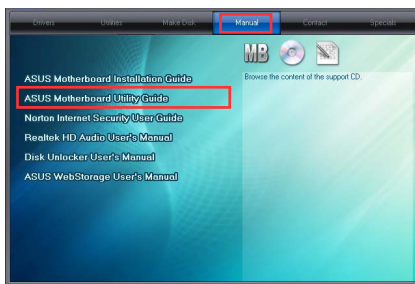 Drivers Utilities Make Disk Manual Contact Specials
MB
ASUS Motherboard Installation Guide
Browse the content of the support CD.
ASUS Motherboard Utility Guide
Norton Internet Security User Guide
Realtek HD Audio User's Manual
Disk Unlocker User's Manual
ASUS WebStorage User's Manual